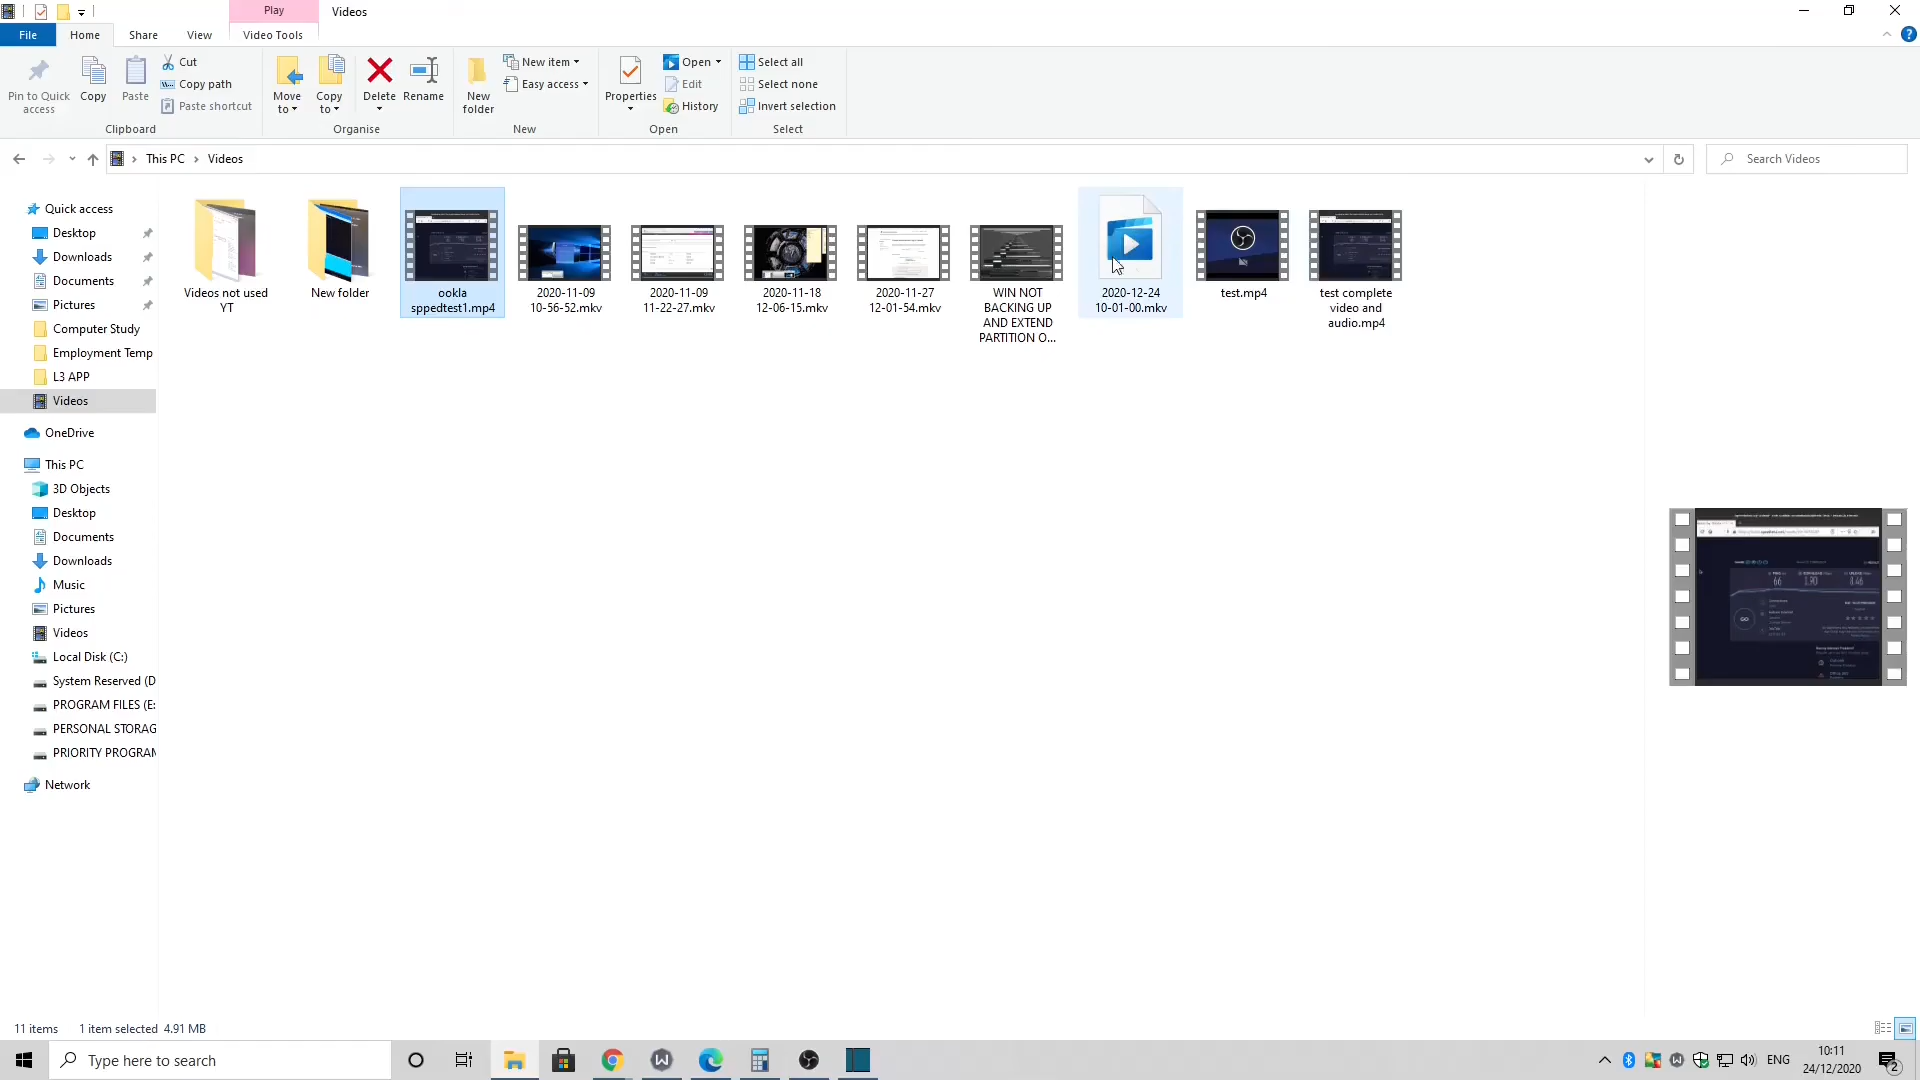 Play
Videos
File
Home
Share
View
Video Tools
Pin to Quick access
Copy
Paste
Cut
Copy path
Paste shortcut
Clipboard
Move to
Copy to
Delete
Rename
Organise
New folder
New item
Easy access
New
Properties
Open
Edit
History
Open
Select all
Select none
Invert selection
Select
This PC
Videos
Search Videos
Quick access
Desktop
Downloads
Documents
Pictures
Computer Study
Employment Temp
L3 APP
Videos
OneDrive
This PC
3D Objects
Desktop
Documents
Downloads
Music
Pictures
Videos
Local Disk (C:)
System Reserved (D
PROGRAM FILES (E:
PERSONAL STORAG
PRIORITY PROGRAM
Network
Videos not used
YT
New folder
ookla
sppedtest1.mp4
2020-11-09
10-56-52.mkv
2020-11-09
11-22-27.mkv
2020-11-18
12-06-15.mkv
2020-11-27
12-01-54.mkv
WIN NOT
BACKING UP
AND EXTEND
PARTITION O...
2020-12-24
10-01-00.mkv
test.mp4
test complete
video and
audio.mp4
66
1.90
8.46
GO
11 items
1 item selected 4.91 MB
Type here to search
ENG
10:11
24/12/2020
2